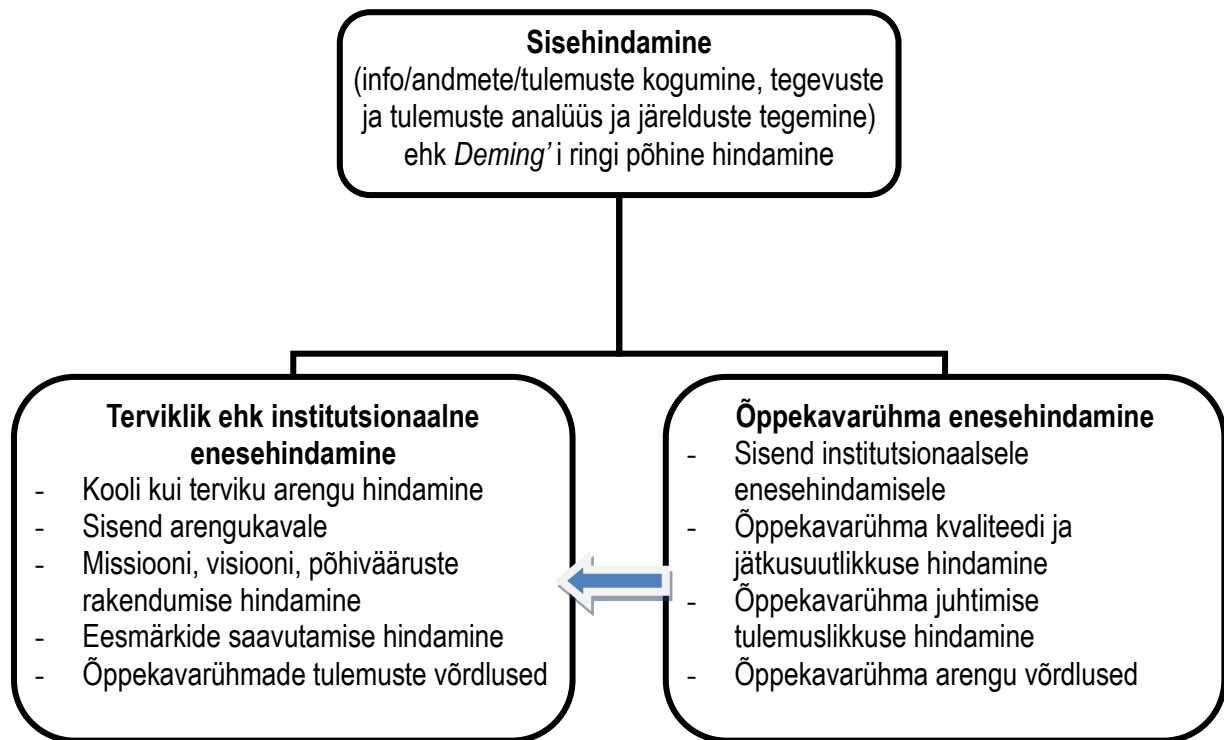 Sisehindamine
(info/andmete/tulemuste kogumine, tegevuste
ja tulemuste analüüs ja järelduste tegemine)
ehk Deming’ i ringi põhine hindamine
Terviklik ehk institutsionaalne
enesehindamine
- Kooli kui terviku arengu hindamine
- Sisend arengukavale
- Missiooni, visiooni, põhivääruste
rakendumise hindamine
- Eesmärkide saavutamise hindamine
- Õppekavarühmade tulemuste võrdlused
Õppekavarühma enesehindamine
- Sisend institutsionaalsele
enesehindamisele
- Õppekavarühma kvaliteedi ja
jätkusuutlikkuse hindamine
- Õppekavarühma juhtimise
tulemuslikkuse hindamine
- Õppekavarühma arengu võrdlused